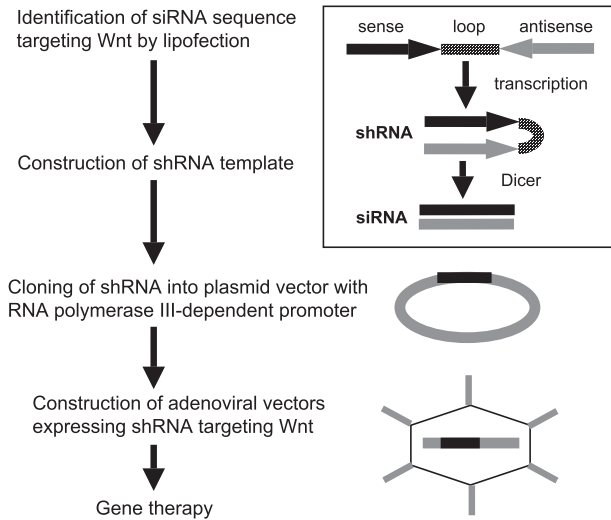 Identification of siRNA sequence
targeting Wnt by lipofection
Construction of shRNA template
Cloning of shRNA into plasmid vector with
RNA polymerase III-dependent promoter
Construction of adenoviral vectors
expressing shRNA targeting Wnt
Gene therapy
sense loop antisense
transcription
shRNA
Dicer
siRNA